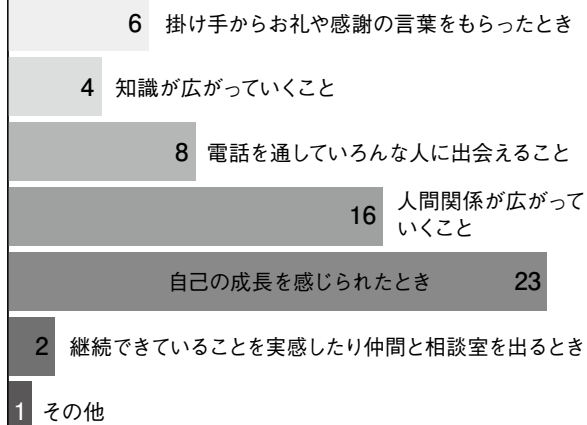 6 掛け手からお礼や感謝の言葉をもらったとき
4 知識が広がっていくこと
8 電話を通していろんな人に出会えること
16 人間関係が広がって
いくこと
自己の成長を感じられたとき 23
2 継続できていることを実感したり仲間と相談室を出るとき
1 その他